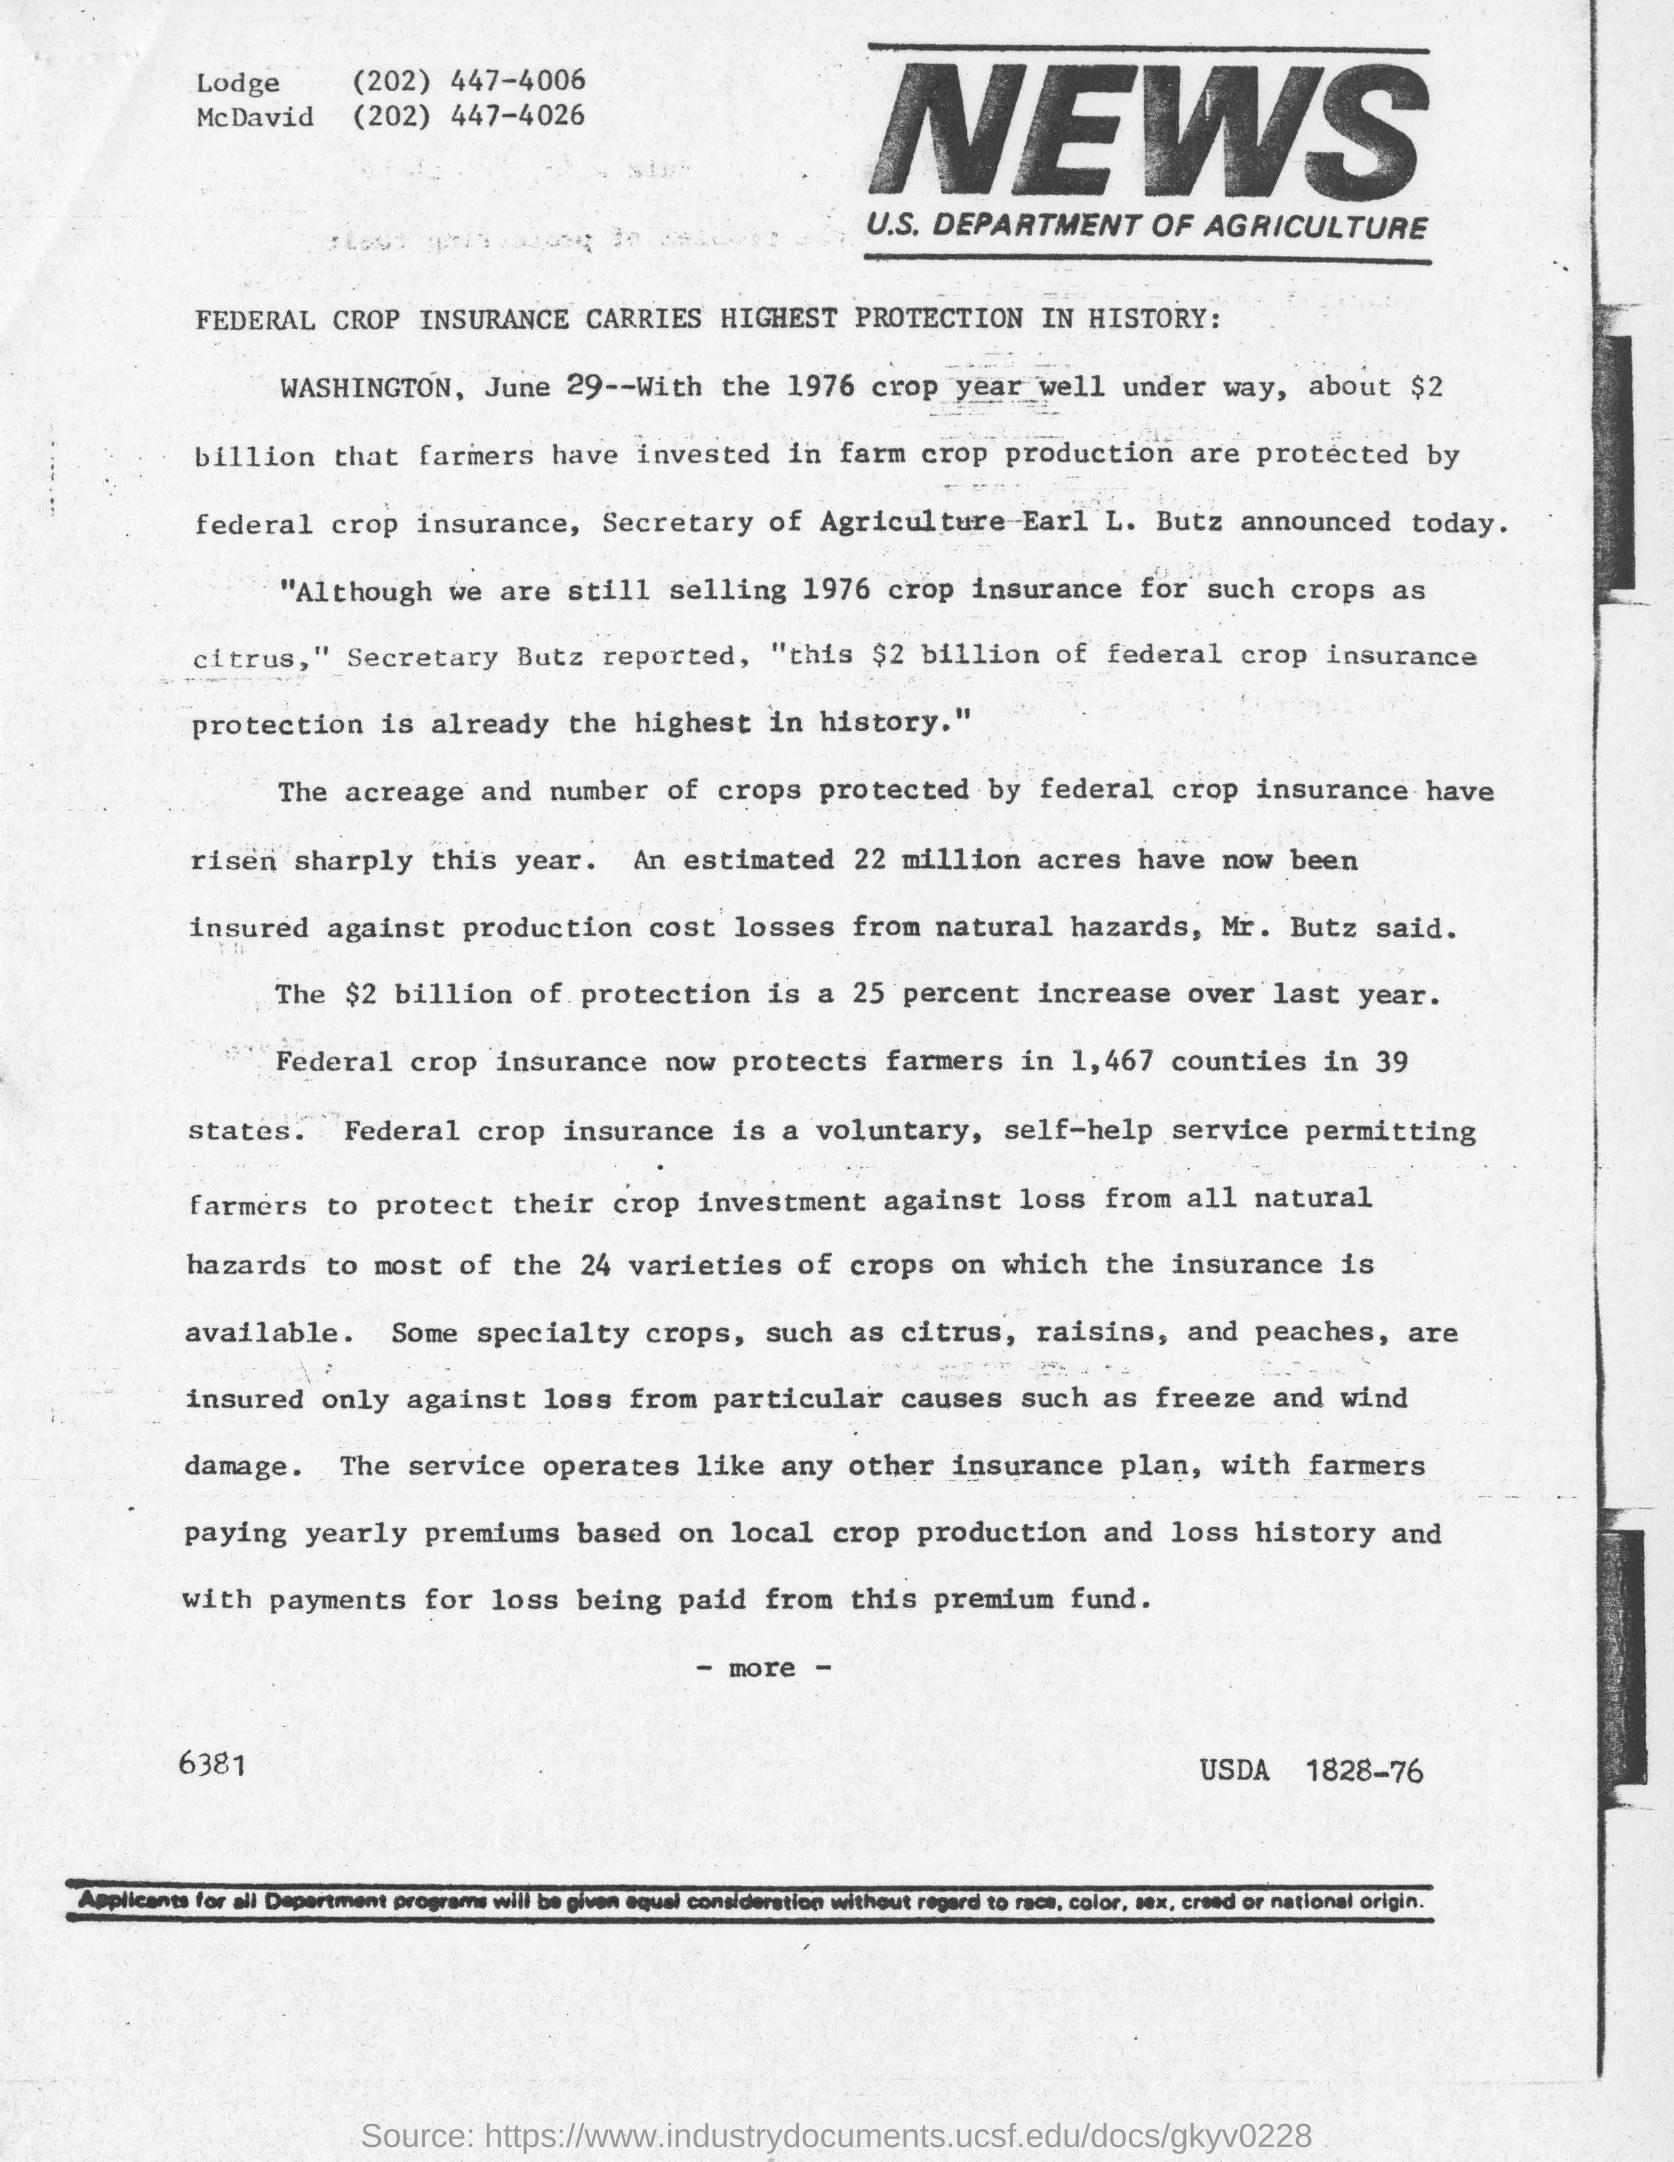 Lodge (202) 447-4006
McDavid (202) 447-4026
NEWS
U.S. DEPARTMENT OF AGRICULTURE
FEDERAL CROP INSURANCE CARRIES HIGHEST PROTECTION IN HISTORY:
WASHINGTON, June 29--With the 1976 crop year well under way, about $2
billion that farmers have invested in farm crop production are protected by
federal crop insurance, Secretary of Agriculture Earl L. Butz announced today.
"Although we are still selling 1976 crop insurance for such crops as
citrus," Secretary Butz reported, "this $2 billion of federal crop insurance
protection is already the highest in history."
The acreage and number of crops protected by federal crop insurance have
risen sharply this year. An estimated 22 million acres have now been
insured against production cost losses from natural hazards, Mr. Butz said.
The $2 billion of protection is a 25 percent increase over last year.
Federal crop insurance now protects farmers in 1,467 counties in 39
states. Federal crop insurance is a voluntary, self-help service permitting
farmers to protect their crop investment against loss from all natural
hazards to most of the 24 varieties of crops on which the insurance is
available. Some specialty crops, such as citrus, raisins, and peaches, are
insured only against loss from particular causes such as freeze and wind
damage. The service operates like any other insurance plan, with farmers
paying yearly premiums based on local crop production and loss history and
with payments for loss being paid from this premium fund.
- more -
6381 USDA 1828-76
Applicants for all Department programs will be given equal consideration without regard to race, color, sex, creed or national origin.
Source: https://www.industrydocuments.ucsf.edu/docs/gkyv0228